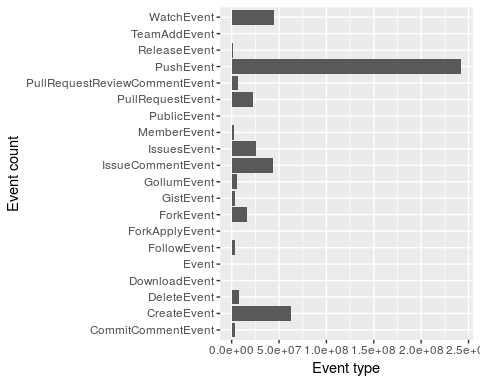 WatchEvent
TeamAddEvent
ReleaseEvent
PushEvent
PullRequestReviewCommentEvent
PullRequestEvent
PublicEvent
MemberEvent
IssuesEvent
IssueCommentEvent
GollumEvent
GistEvent
ForkEvent
ForkApplyEvent
FollowEvent
Event
DownloadEvent
DeleteEvent
CreateEvent
CommitCommentEvent
Event count
0.0e+00 5.0e+07 1.0e+08 1.5e+08 2.0e+08 2.5e+0
Event type